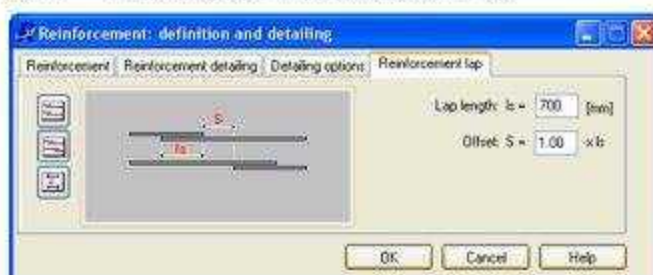 Reinforcement: definition and detailing
Reinforcement Reinforcement detailing Detailing options Reinforcement lap
S
ls
Lap length: ls = 700 [mm]
Offset: S = 1.00 x ls
OK Cancel Help